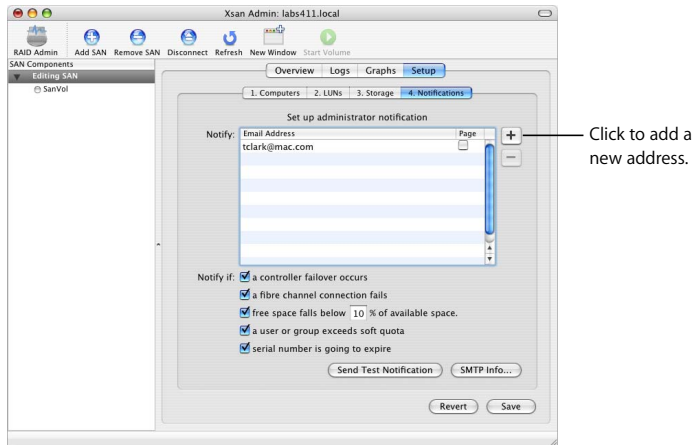 Xsan Admin: labs411.local
RAID Admin Add SAN Remove SAN Disconnect Refresh New Window Start Volume
SAN Components
Editing SAN
SanVol
Overview Logs Graphs Setup
1. Computers 2. LUNs 3. Storage 4. Notifications
Set up administrator notification
Notify: Email Address Page
tclark@mac.com
Click to add a
new address.
Notify if: a controller failover occurs
a fibre channel connection fails
free space falls below 10 % of available space.
a user or group exceeds soft quota
serial number is going to expire
Send Test Notification SMTP Info...
Revert Save